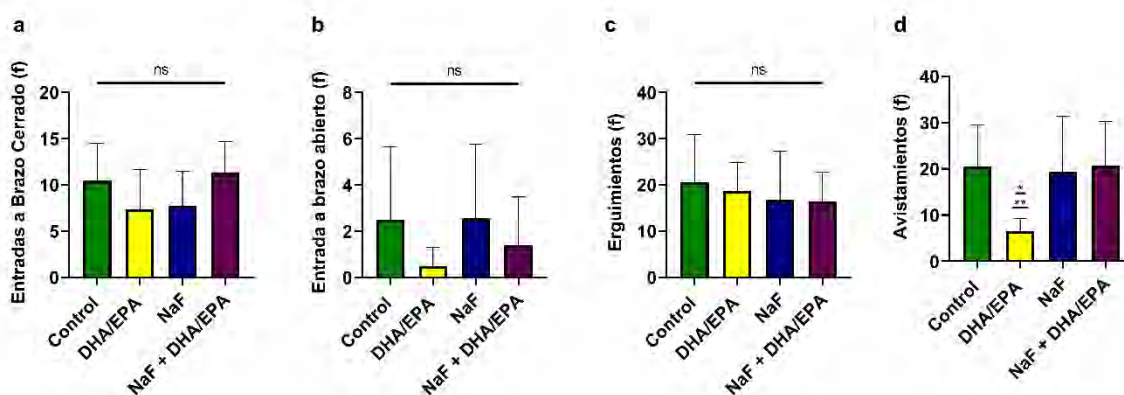 a
Entradas a Brazo Cerrado (f)
ns
20
15
10
5
0
Control
DHA/EPA
NaF
NaF + DHA/EPA
b
Entrada a brazo abierto (f)
ns
8
6
4
2
0
Control
DHA/EPA
NaF
NaF + DHA/EPA
c
Erguimientos (f)
ns
40
30
20
10
0
Control
DHA/EPA
NaF
NaF + DHA/EPA
d
Avistamientos (f)
40
30
20
10
0
*
**
Control
DHA/EPA
NaF
NaF + DHA/EPA